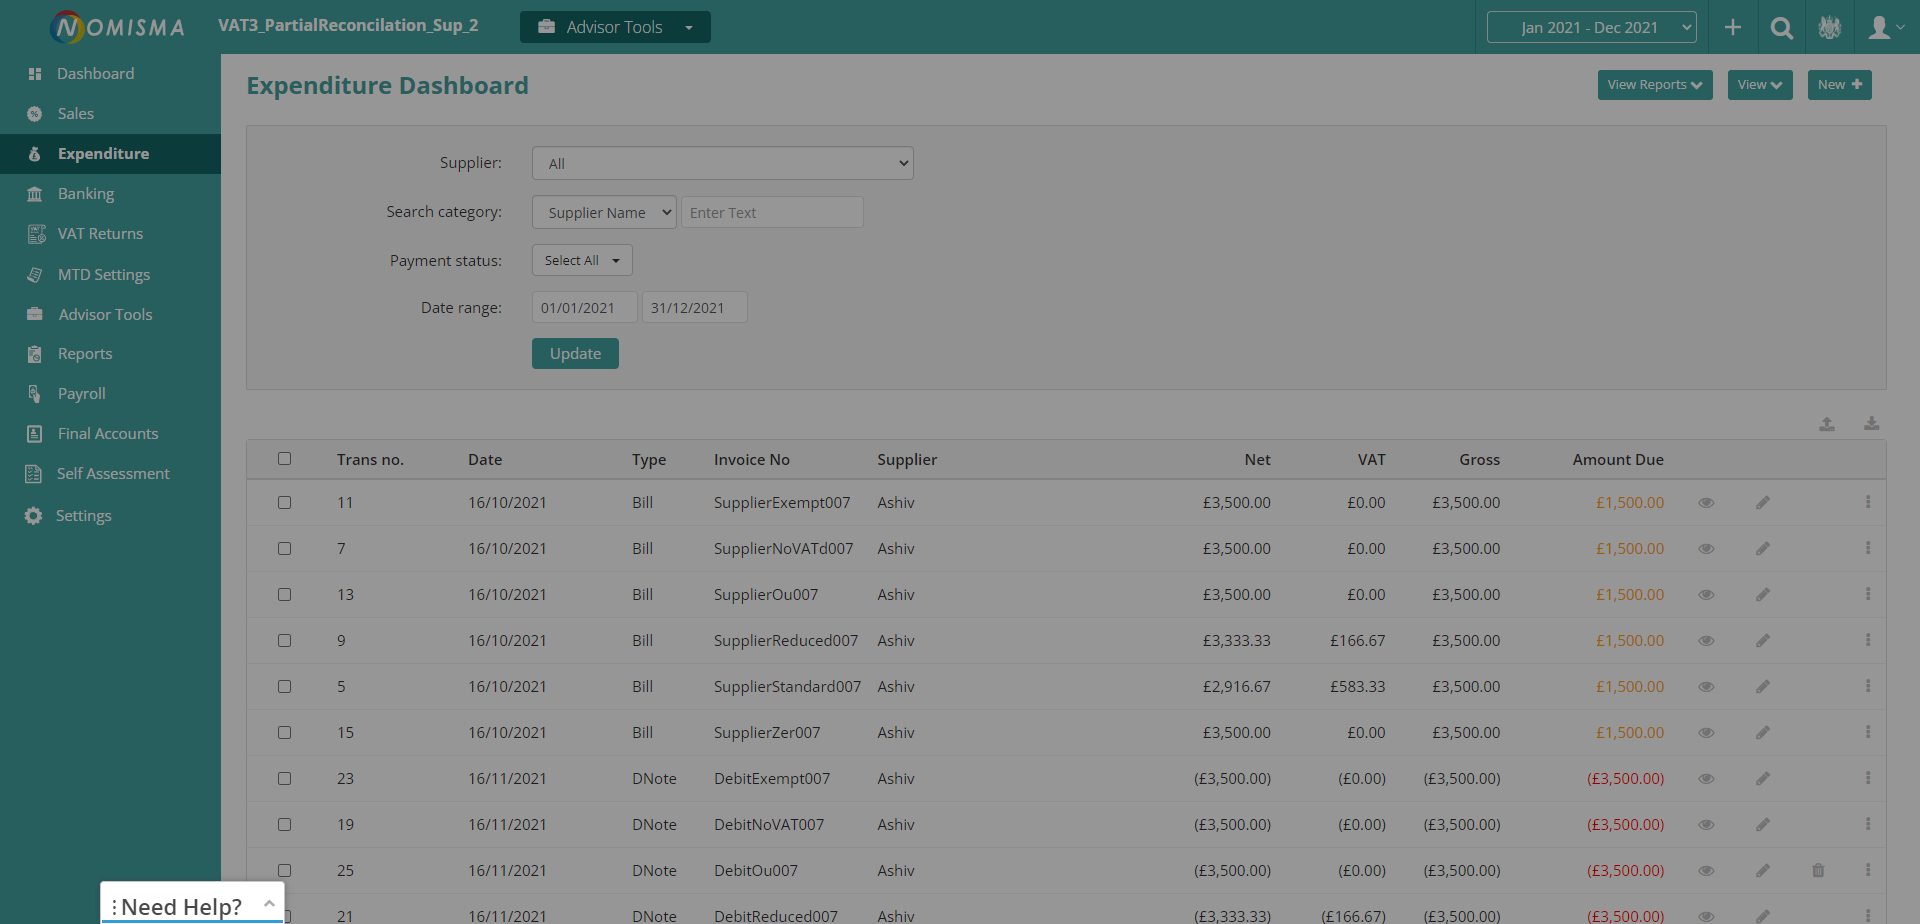 NOMISMA
VAT3_PartialReconcilation_Sup_2
Advisor Tools
Jan 2021 - Dec 2021
Dashboard
Sales
Expenditure
Banking
VAT Returns
MTD Settings
Advisor Tools
Reports
Payroll
Final Accounts
Self Assessment
Settings
Expenditure Dashboard
View Reports
View
New
Supplier: All
Search category: Supplier Name Enter Text
Payment status: Select All
Date range: 01/01/2021 31/12/2021
Update
Trans no. Date Type Invoice No Supplier Net VAT Gross Amount Due
11 16/10/2021 Bill SupplierExempt007 Ashiv £3,500.00 £0.00 £3,500.00 £1,500.00
7 16/10/2021 Bill SupplierNoVATd007 Ashiv £3,500.00 £0.00 £3,500.00 £1,500.00
13 16/10/2021 Bill SupplierOu007 Ashiv £3,500.00 £0.00 £3,500.00 £1,500.00
9 16/10/2021 Bill SupplierReduced007 Ashiv £3,333.33 £166.67 £3,500.00 £1,500.00
5 16/10/2021 Bill SupplierStandard007 Ashiv £2,916.67 £583.33 £3,500.00 £1,500.00
15 16/10/2021 Bill SupplierZer007 Ashiv £3,500.00 £0.00 £3,500.00 £1,500.00
23 16/11/2021 DNote DebitExempt007 Ashiv (£3,500.00) (£0.00) (£3,500.00) (£3,500.00)
19 16/11/2021 DNote DebitNoVAT007 Ashiv (£3,500.00) (£0.00) (£3,500.00) (£3,500.00)
25 16/11/2021 DNote DebitOu007 Ashiv (£3,500.00) (£0.00) (£3,500.00) (£3,500.00)
21 16/11/2021 DNote DebitReduced007 Ashiv (£3,333.33) (£166.67) (£3,500.00) (£3,500.00)
Need Help?